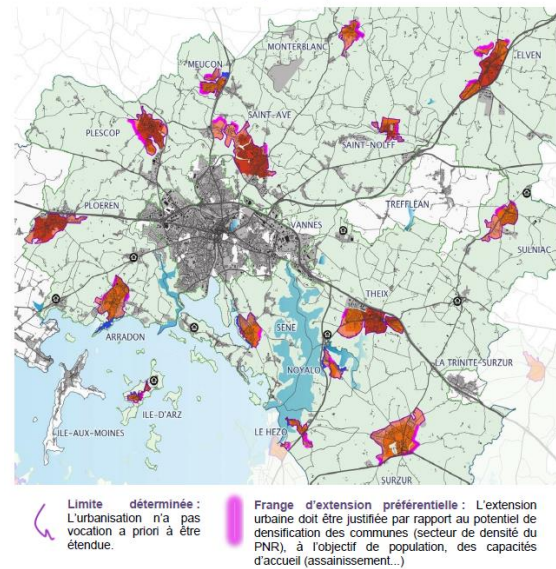 MONTERBLANC
ELVEN
MEUCON
SAINT-AVE
PLESCOP
SAINT-NOLFF
TREFFLEAN
PLOEREN
VANNES
SULNIAC
THEIX
SENE
ARRADON
LA TRINITE-SURZUR
NOYALO
ILE-D'ARZ
LE HEZO
ILE-AUX-MOINES
SURZUR
Limite déterminée :
L'urbanisation n'a pas
vocation a priori à être
étendue.
Frange d'extension préférentielle : L'extension
urbaine doit être justifiée par rapport au potentiel de
densification des communes (secteur de densité du
PNR), à l'objectif de population, des capacités
d'accueil (assainissement...)